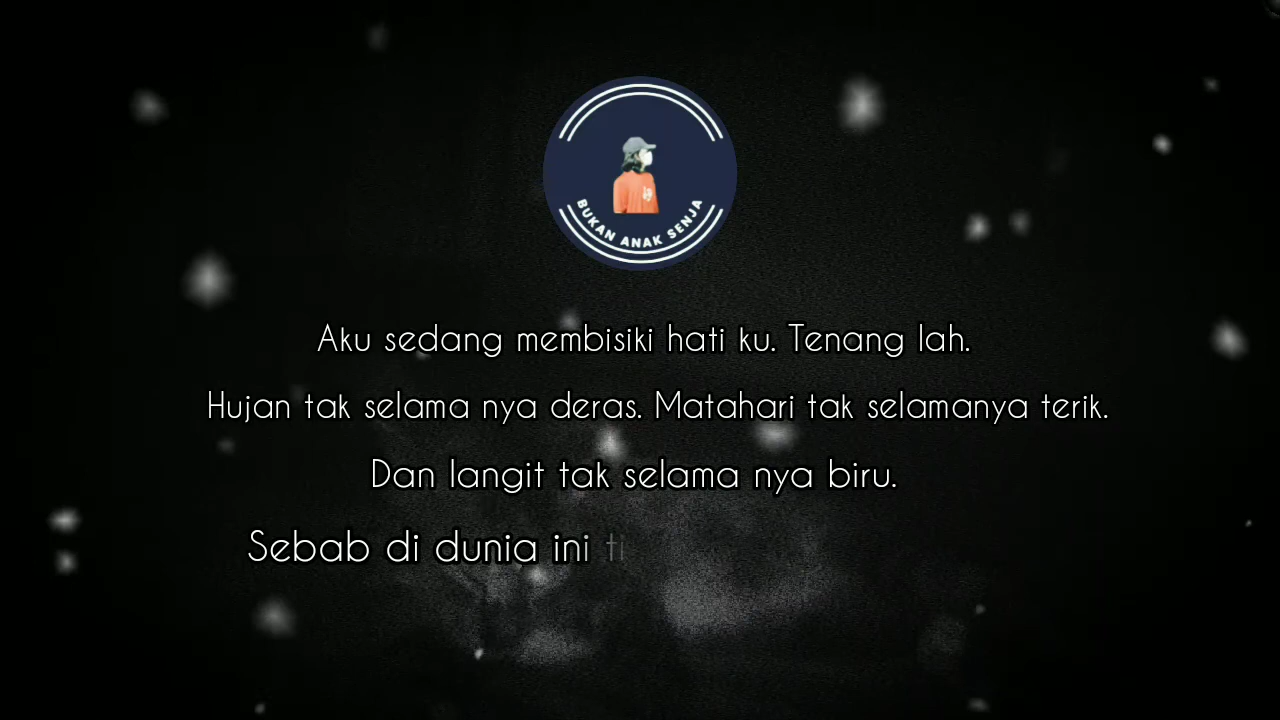 BUKAN ANAK SENJA
Aku sedang membisiki hati ku. Tenang lah.
Hujan tak selama nya deras. Matahari tak selamanya terik.
Dan langit tak selama nya biru.
Sebab di dunia ini ti